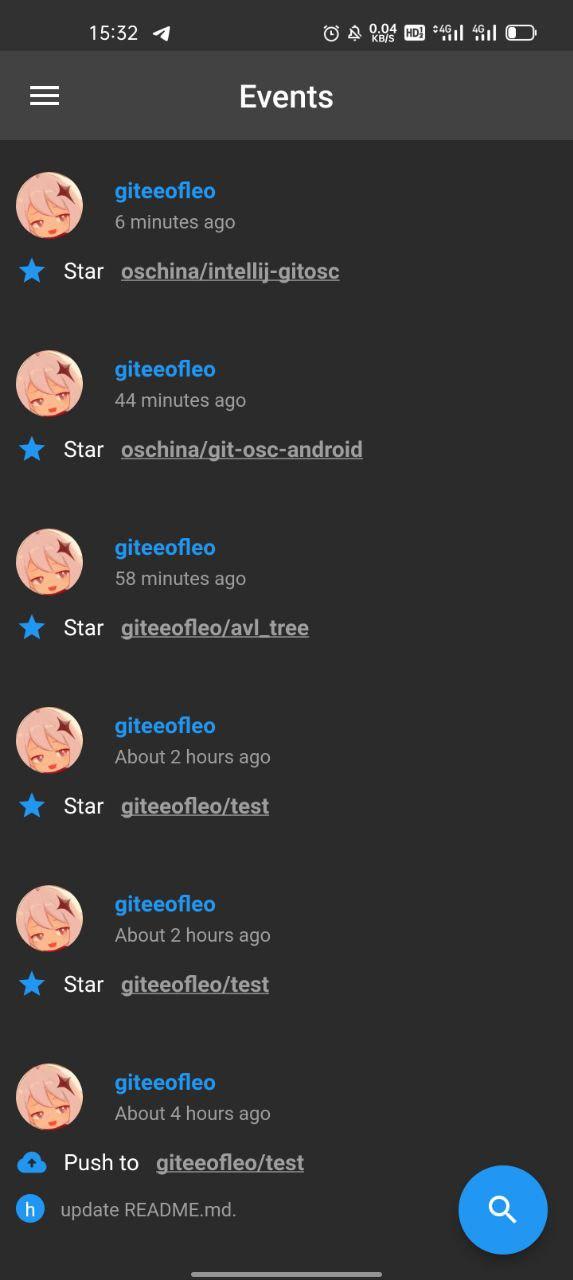 15:32
0.04 KB/S HD 4G 4G
Events
giteeofleo
6 minutes ago
Star oschina/intellij-gitosc
giteeofleo
44 minutes ago
Star oschina/git-osc-android
giteeofleo
58 minutes ago
Star giteeofleo/avl_tree
giteeofleo
About 2 hours ago
Star giteeofleo/test
giteeofleo
About 2 hours ago
Star giteeofleo/test
giteeofleo
About 4 hours ago
Push to giteeofleo/test
h update README.md.